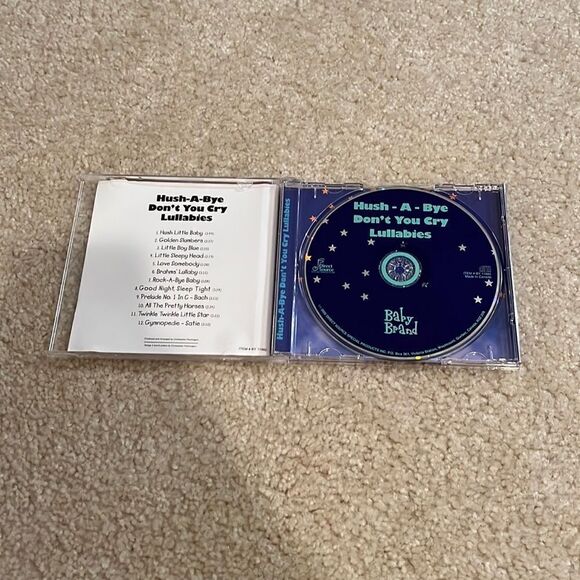 Hush-A-Bye
Don't You Cry
Lullabies
1. Hush Little Baby
2. Golden Slumbers
3. Little Boy Blue
4. Little Sleepy Head
5. Love Somebody
6. Brahms' Lullaby
7. Rock-A-Bye Baby
8. Good Night, Sleep Tight
9. Prelude No. 1 In G - Bach
10. All The Pretty Horses
11. Twinkle Twinkle Little Star
12. Gymnopedie - Satie
Hush-A-Bye Don't You Cry Lullabies
Hush - A - Bye
Don't You Cry
Lullabies
Direct
Source
Made in Canada
Baby
Brand